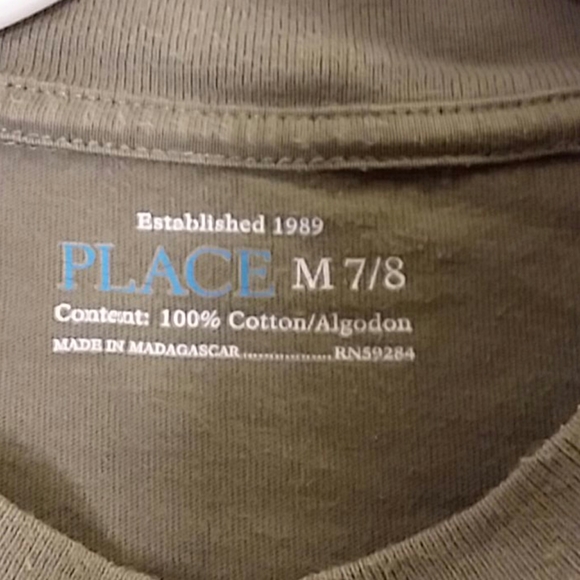 Established 1989
PLACE M 7/8
Content: 100% Cotton/Algodon
MADE IN MADAGASCAR................RN59284